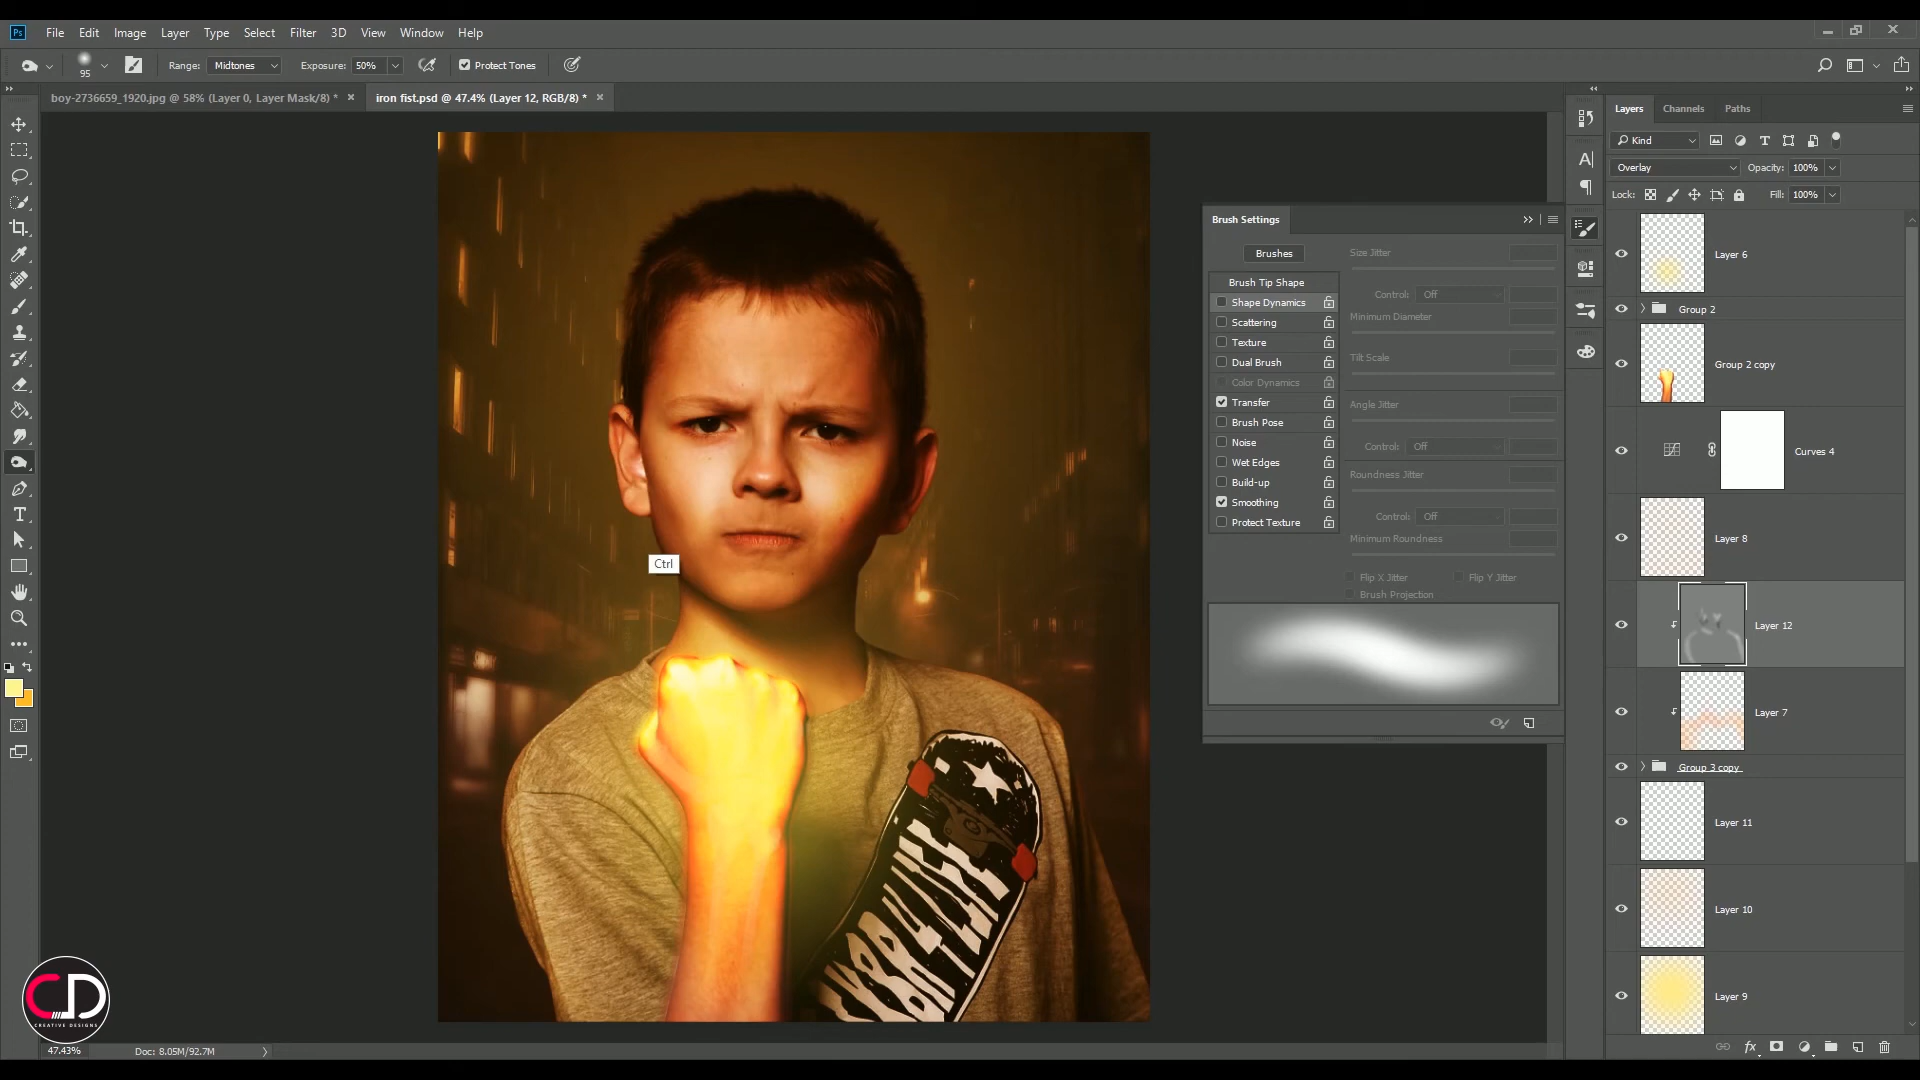 Ps File Edit Image Layer Type Select Filter 3D View Window Help
95 Range: Midtones Exposure: 50% Protect Tones
boy-2736659_1920.jpg @ 58% (Layer 0, Layer Mask/8) * × iron fist.psd @ 47.4% (Layer 12, RGB/8) * ×
Layers Channels Paths
Kind
Overlay Opacity: 100%
Lock: Fill: 100%
Layer 6
Group 2
Group 2 copy
Curves 4
Layer 8
Layer 12
Layer 7
Group 3 copy
Layer 11
Layer 10
Layer 9
Brush Settings
Brushes
Brush Tip Shape
Shape Dynamics
Scattering
Texture
Dual Brush
Color Dynamics
Transfer
Brush Pose
Noise
Wet Edges
Build-up
Smoothing
Protect Texture
Size Jitter
Control: Off
Minimum Diameter
Tilt Scale
Angle Jitter
Control: Off
Roundness Jitter
Control: Off
Minimum Roundness
Flip X Jitter Flip Y Jitter
Brush Projection
Ctrl
CD
CREATIVE DESIGNS
47.43% Doc: 8.05M/92.7M